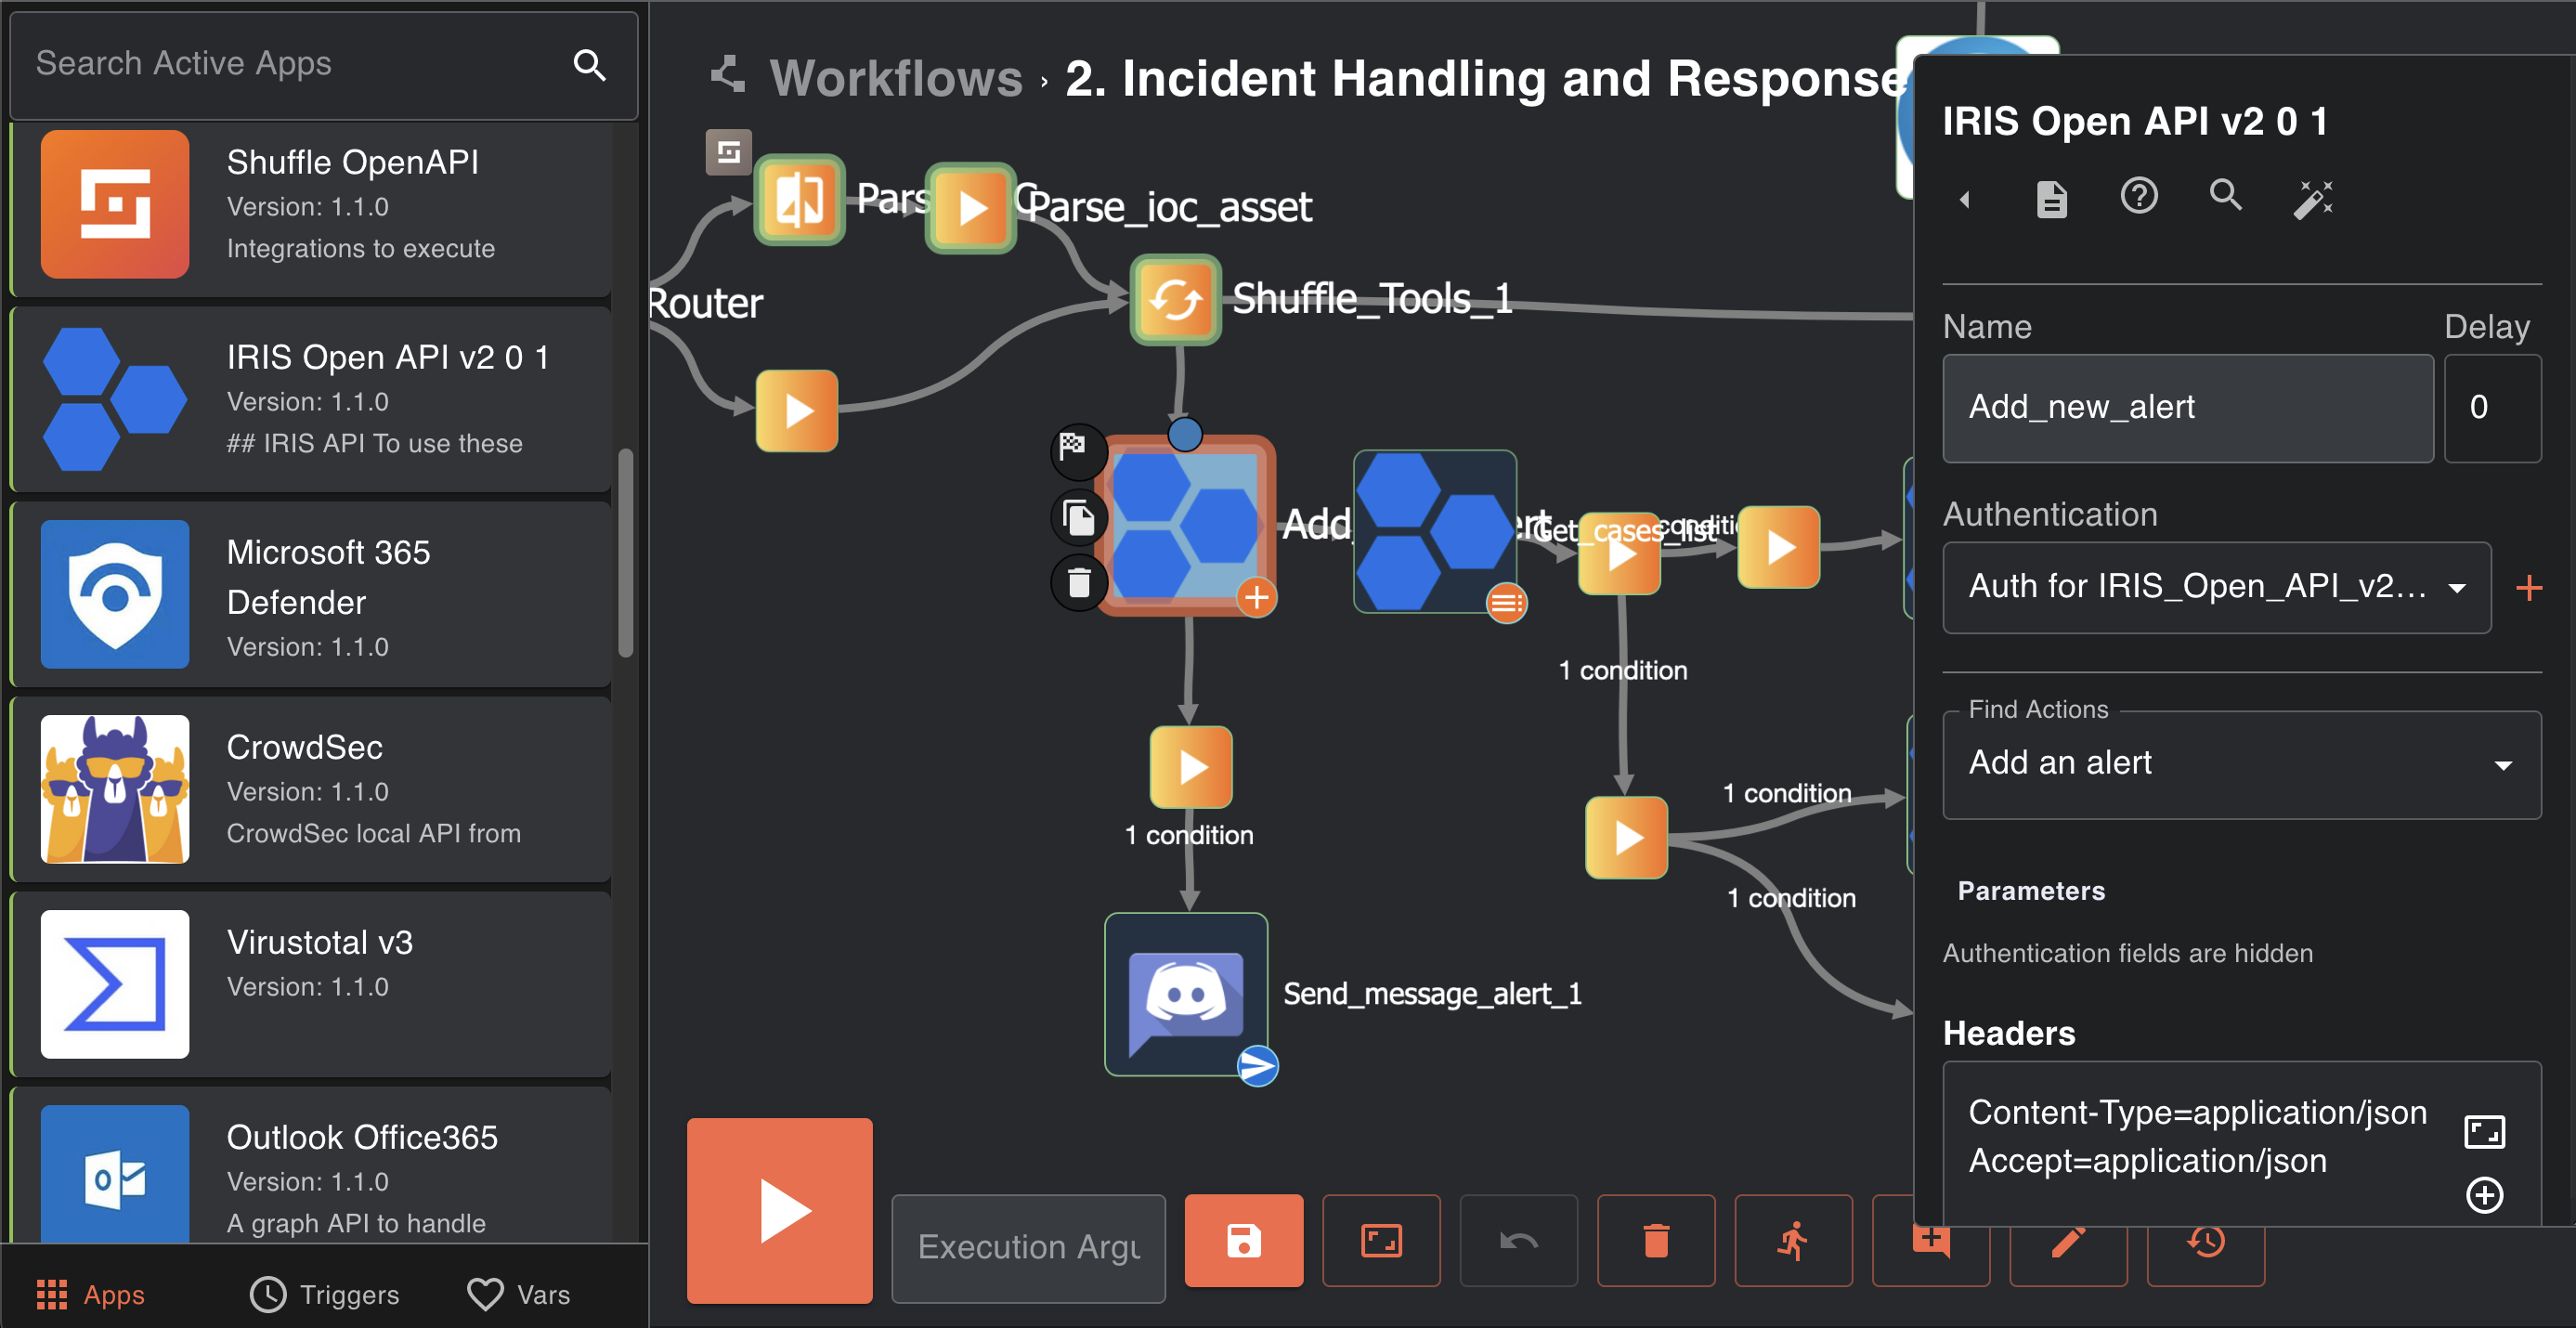 Search Active Apps
Shuffle OpenAPI
Version: 1.1.0
Integrations to execute
IRIS Open API v2 0 1
Version: 1.1.0
## IRIS API To use these
Microsoft 365
Defender
Version: 1.1.0
CrowdSec
Version: 1.1.0
CrowdSec local API from
Virustotal v3
Version: 1.1.0
Outlook Office365
Version: 1.1.0
A graph API to handle
Apps
Triggers
Vars
Workflows › 2. Incident Handling and Response
Parse_ioc_asset
Router
Shuffle_Tools_1
Get_cases_list
1 condition
1 condition
1 condition
1 condition
Send_message_alert_1
Execution Argu
IRIS Open API v2 0 1
Name
Delay
Add_new_alert
0
Authentication
Auth for IRIS_Open_API_v2...
Find Actions
Add an alert
Parameters
Authentication fields are hidden
Headers
Content-Type=application/json
Accept=application/json